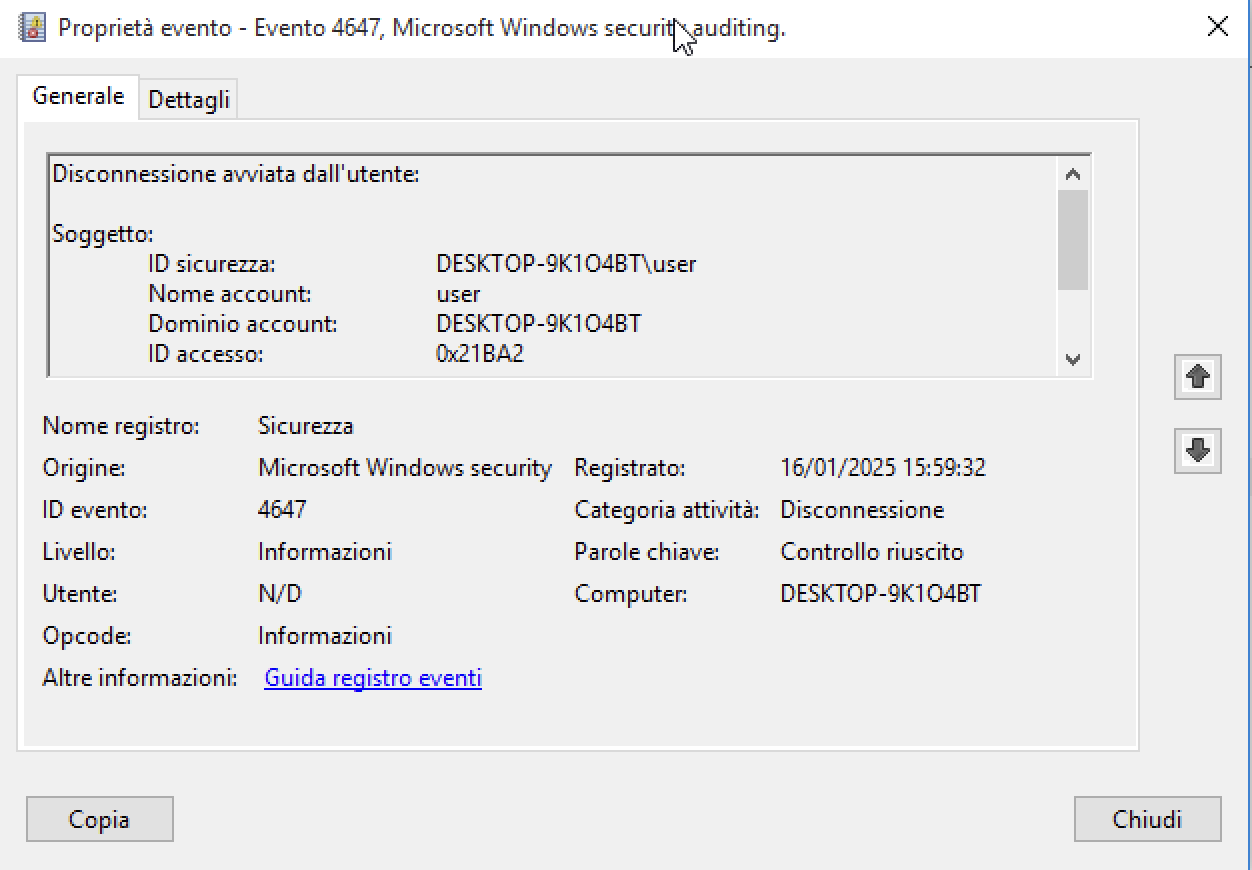 Proprietà evento - Evento 4647, Microsoft Windows security auditing.
Generale Dettagli
Disconnessione avviata dall'utente:
Soggetto:
ID sicurezza: DESKTOP-9K1O4BT\user
Nome account: user
Dominio account: DESKTOP-9K1O4BT
ID accesso: 0x21BA2
Nome registro: Sicurezza
Origine: Microsoft Windows security Registrato: 16/01/2025 15:59:32
ID evento: 4647 Categoria attività: Disconnessione
Livello: Informazioni Parole chiave: Controllo riuscito
Utente: N/D Computer: DESKTOP-9K1O4BT
Opcode: Informazioni
Altre informazioni: Guida registro eventi
Copia Chiudi